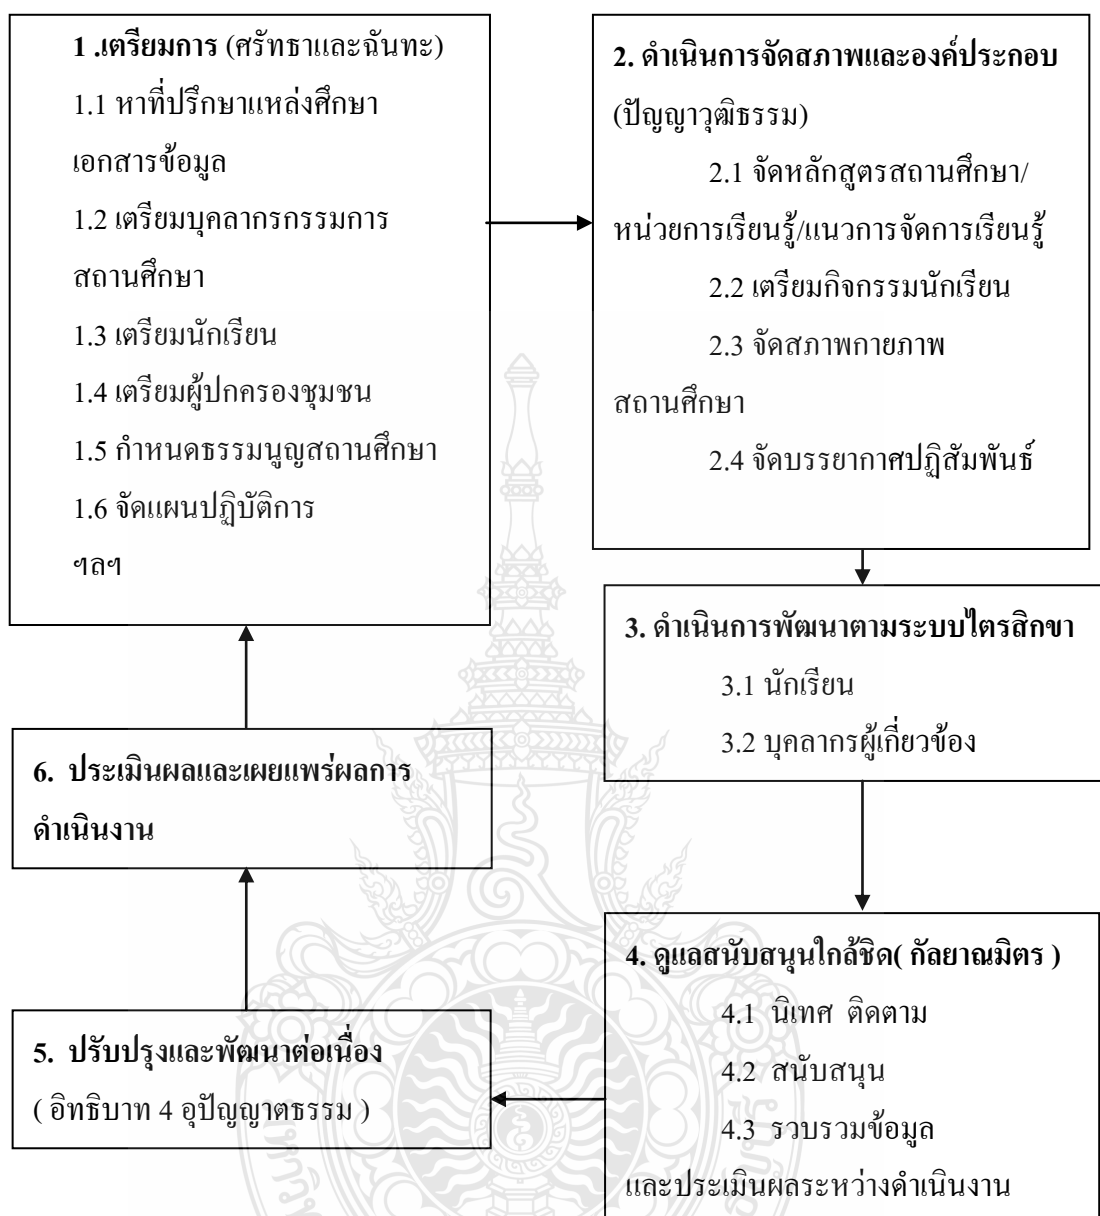 1 .เตรียมการ (ศรัทธาและฉันทะ)
1.1 หาที่ปรึกษาแหล่งศึกษา
เอกสารข้อมูล
1.2 เตรียมบุคลากรกรรมการ
สถานศึกษา
1.3 เตรียมนักเรียน
1.4 เตรียมผู้ปกครองชุมชน
1.5 กำหนดธรรมนูญสถานศึกษา
1.6 จัดแผนปฏิบัติการ
ฯลฯ
2. ดำเนินการจัดสภาพและองค์ประกอบ
(ปัญญาวุฒิธรรม)
2.1 จัดหลักสูตรสถานศึกษา/
หน่วยการเรียนรู้/แนวการจัดการเรียนรู้
2.2 เตรียมกิจกรรมนักเรียน
2.3 จัดสภาพกายภาพ
สถานศึกษา
2.4 จัดบรรยากาศปฏิสัมพันธ์
3. ดำเนินการพัฒนาตามระบบไตรสิกขา
3.1 นักเรียน
3.2 บุคลากรผู้เกี่ยวข้อง
4. ดูแลสนับสนุนใกล้ชิด( กัลยาณมิตร )
4.1 นิเทศ ติดตาม
4.2 สนับสนุน
4.3 รวบรวมข้อมูล
และประเมินผลระหว่างดำเนินงาน
5. ปรับปรุงและพัฒนาต่อเนื่อง
( อิทธิบาท 4 อุปัญญาตธรรม )
6. ประเมินผลและเผยแพร่ผลการ
ดำเนินงาน